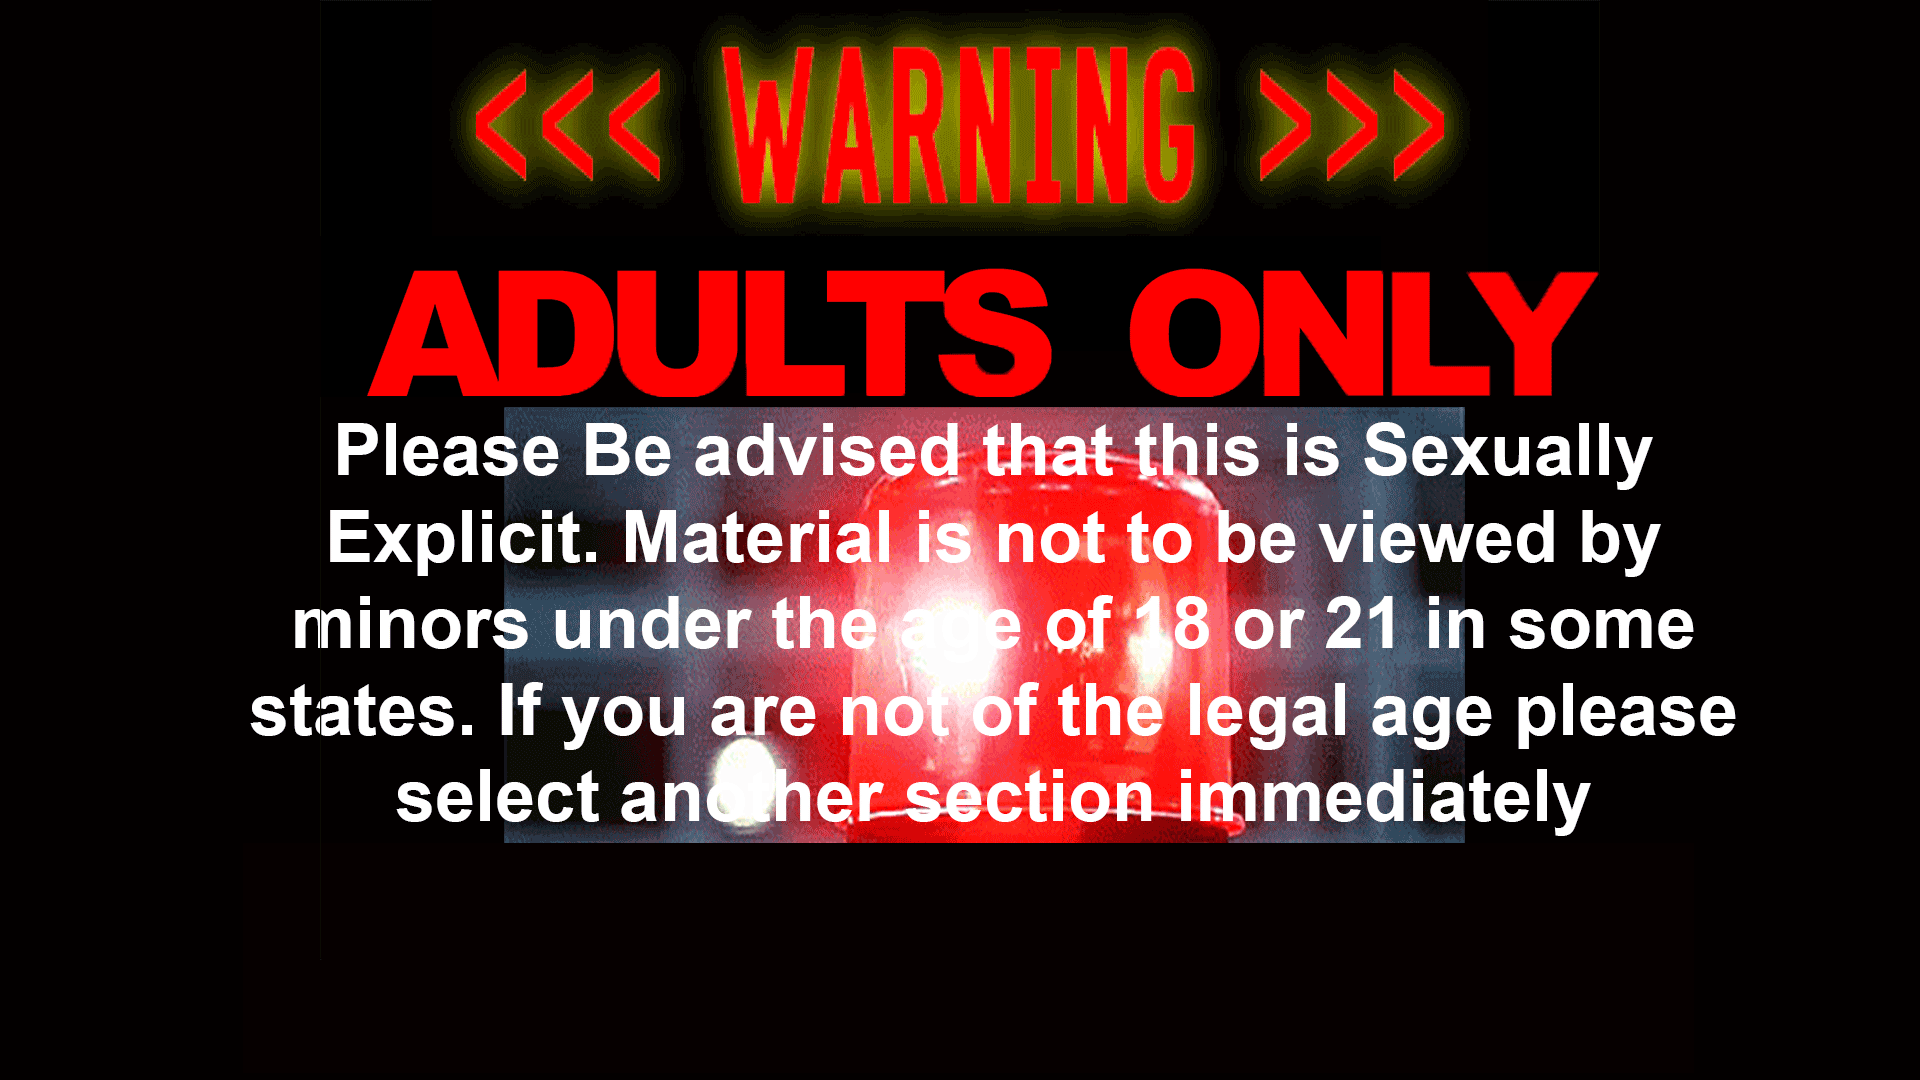 <<< WARNING >>>
ADULTS ONLY
Please Be advised that this is Sexually
Explicit. Material is not to be viewed by
minors under the age of 18 or 21 in some
states. If you are not of the legal age please
select another section immediately